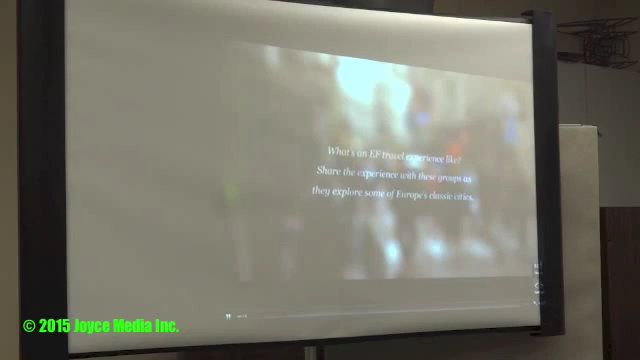 What's an EF travel experience like?
Share the experience with these groups as
they explore some of Europe's classic cities.
© 2015 Joyce Media Inc.